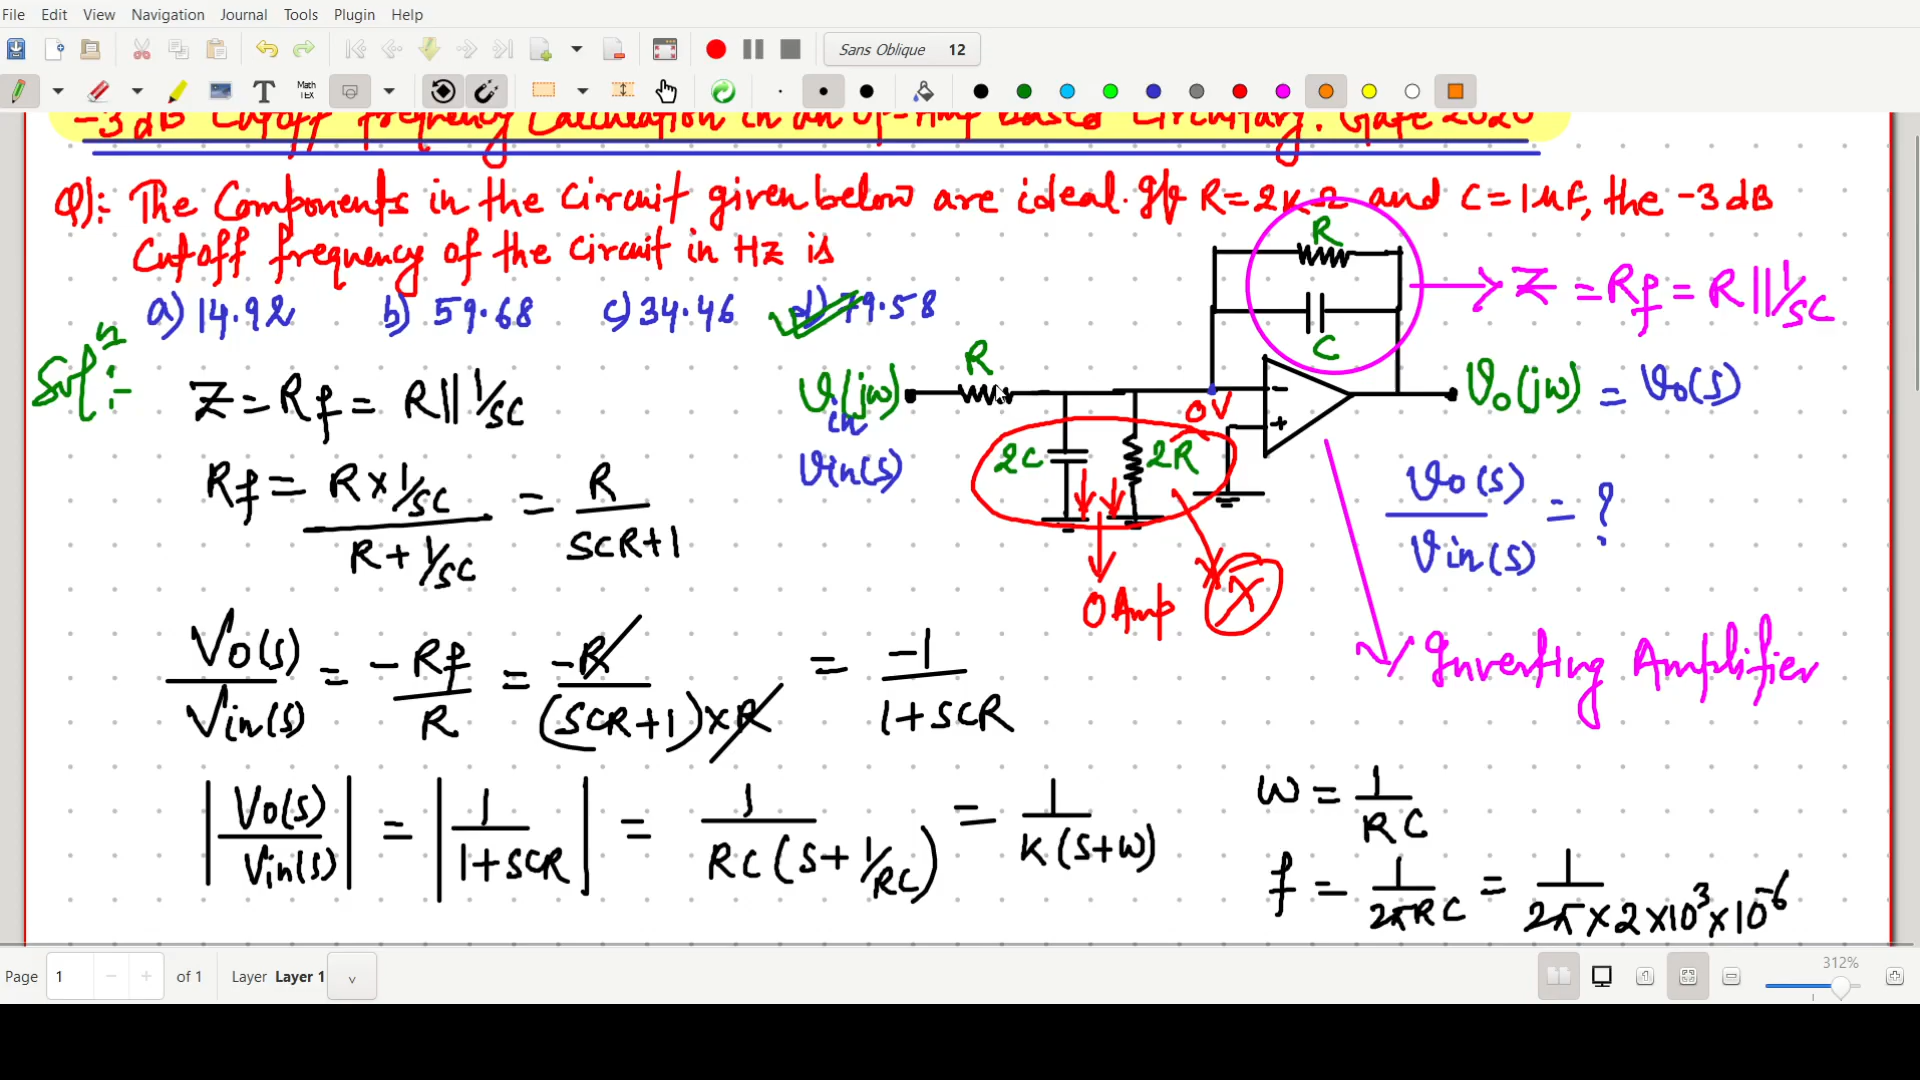 File Edit View Navigation Journal Tools Plugin Help
Sans Oblique 12
Math TEX
-3 dB Cutoff frequency Calculation in an Op-Amp based Circuitary. Gate 2020
Q):- The Components in the Circuit given below are ideal. If R=2KΩ and C=1μF, the -3 dB
Cutoff frequency of the circuit in HZ is
a) 14.92 b) 59.68 c) 34.46 d) 79.58
Solⁿ:-
R
C
→ Z = Rf = R || 1/SC
R
Vi(jω)
in
Vin(s)
2C
2R
0V
-
+
Vo(jω) = Vo(s)
0 Amp
X
Vo(s)/Vin(s) = ?
Inverting Amplifier
Z = Rf = R || 1/SC
Rf = (R × 1/SC)/(R + 1/SC) = R/(SCR+1)
Vo(s)/Vin(s) = -Rf/R = -R/((SCR+1)×R) = -1/(1+SCR)
|Vo(s)/Vin(s)| = |1/(1+SCR)| = 1/(RC(S+1/RC)) = 1/(K(S+ω))
ω = 1/RC
f = 1/(2πRC) = 1/(2π×2×10³×10⁻⁶)
Page 1 of 1 Layer Layer 1 312%